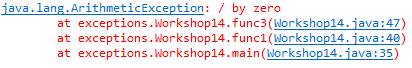 java.lang.ArithmeticException: / by zero
at exceptions.Workshop14.func3(Workshop14.java:47)
at exceptions.Workshop14.func1(Workshop14.java:40)
at exceptions.Workshop14.main(Workshop14.java:35)